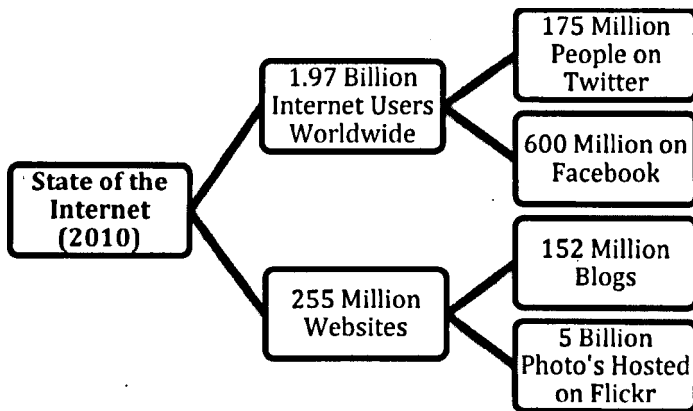 State of the
Internet
(2010)
1.97 Billion
Internet Users
Worldwide
175 Million
People on
Twitter
600 Million on
Facebook
255 Million
Websites
152 Million
Blogs
5 Billion
Photo's Hosted
on Flickr